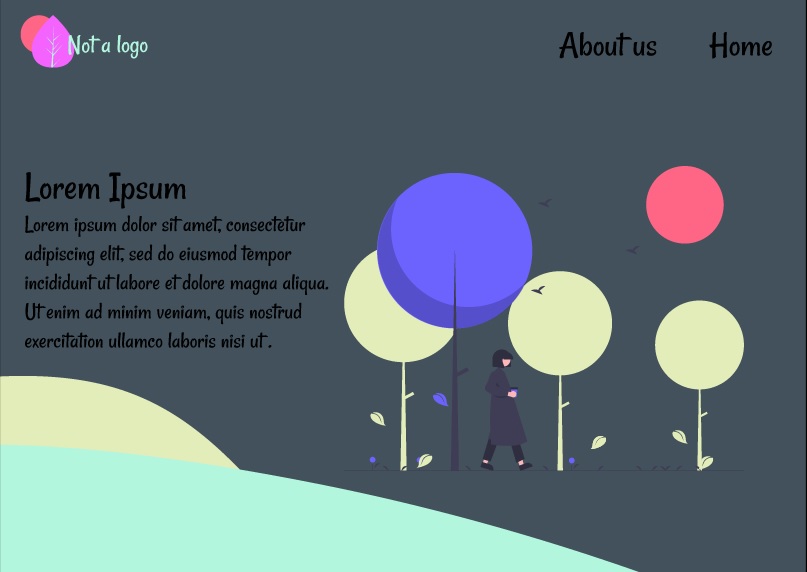 Not a logo
About us
Home
Lorem Ipsum
Lorem ipsum dolor sit amet, consectetur
adipiscing elit, sed do eiusmod tempor
incididunt ut labore et dolore magna aliqua.
Ut enim ad minim veniam, quis nostrud
exercitation ullamco laboris nisi ut .